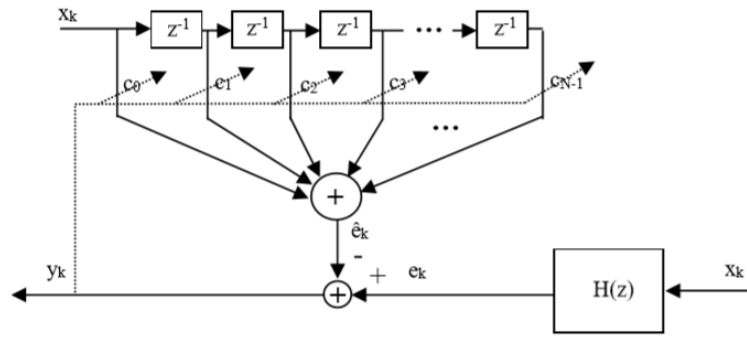 xk
z-1 z-1 z-1 ... z-1
c0 c1 c2 c3 cN-1
...
+
êk
-
yk + ek xk
+ H(z)